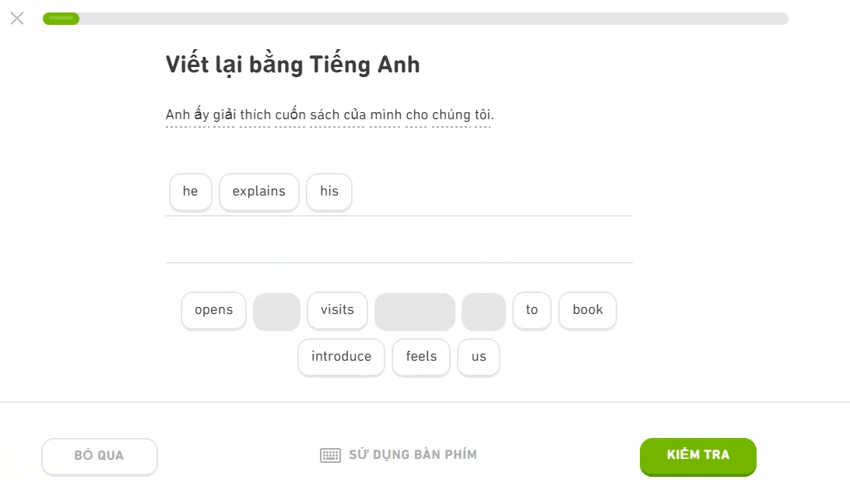 Viết lại bằng Tiếng Anh
Anh ấy giải thích cuốn sách của mình cho chúng tôi.
he explains his
opens visits to book
introduce feels us
BỎ QUA SỬ DỤNG BÀN PHÍM KIỂM TRA